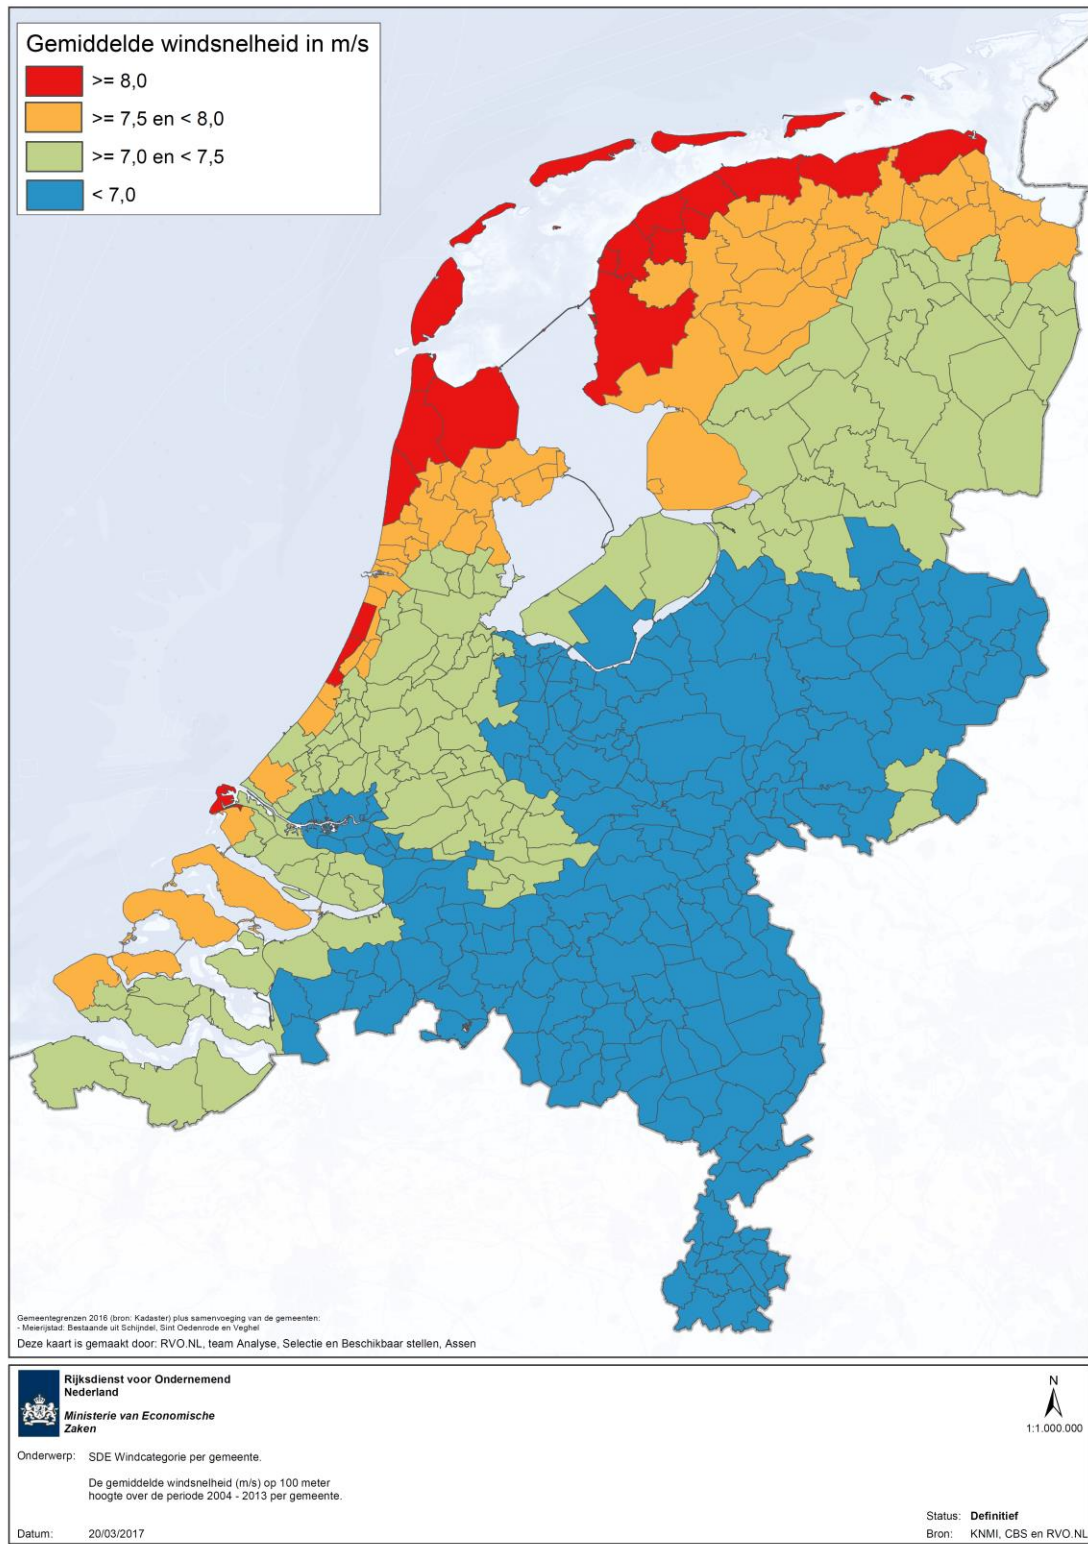 Gemiddelde windsnelheid in m/s
>= 8,0
>= 7,5 en < 8,0
>= 7,0 en < 7,5
< 7,0
Gemeentegrenzen 2016 (bron: Kadaster) plus samenvoeging van de gemeenten:
- Meierijstad: Bestaande uit Schijndel, Sint Oedenrode en Veghel
Deze kaart is gemaakt door: RVO.NL, team Analyse, Selectie en Beschikbaar stellen, Assen
Rijksdienst voor Ondernemend
Nederland
Ministerie van Economische
Zaken
N
1:1.000.000
Onderwerp: SDE Windcategorie per gemeente.
De gemiddelde windsnelheid (m/s) op 100 meter
hoogte over de periode 2004 - 2013 per gemeente.
Status: Definitief
Datum: 20/03/2017
Bron: KNMI, CBS en RVO.NL